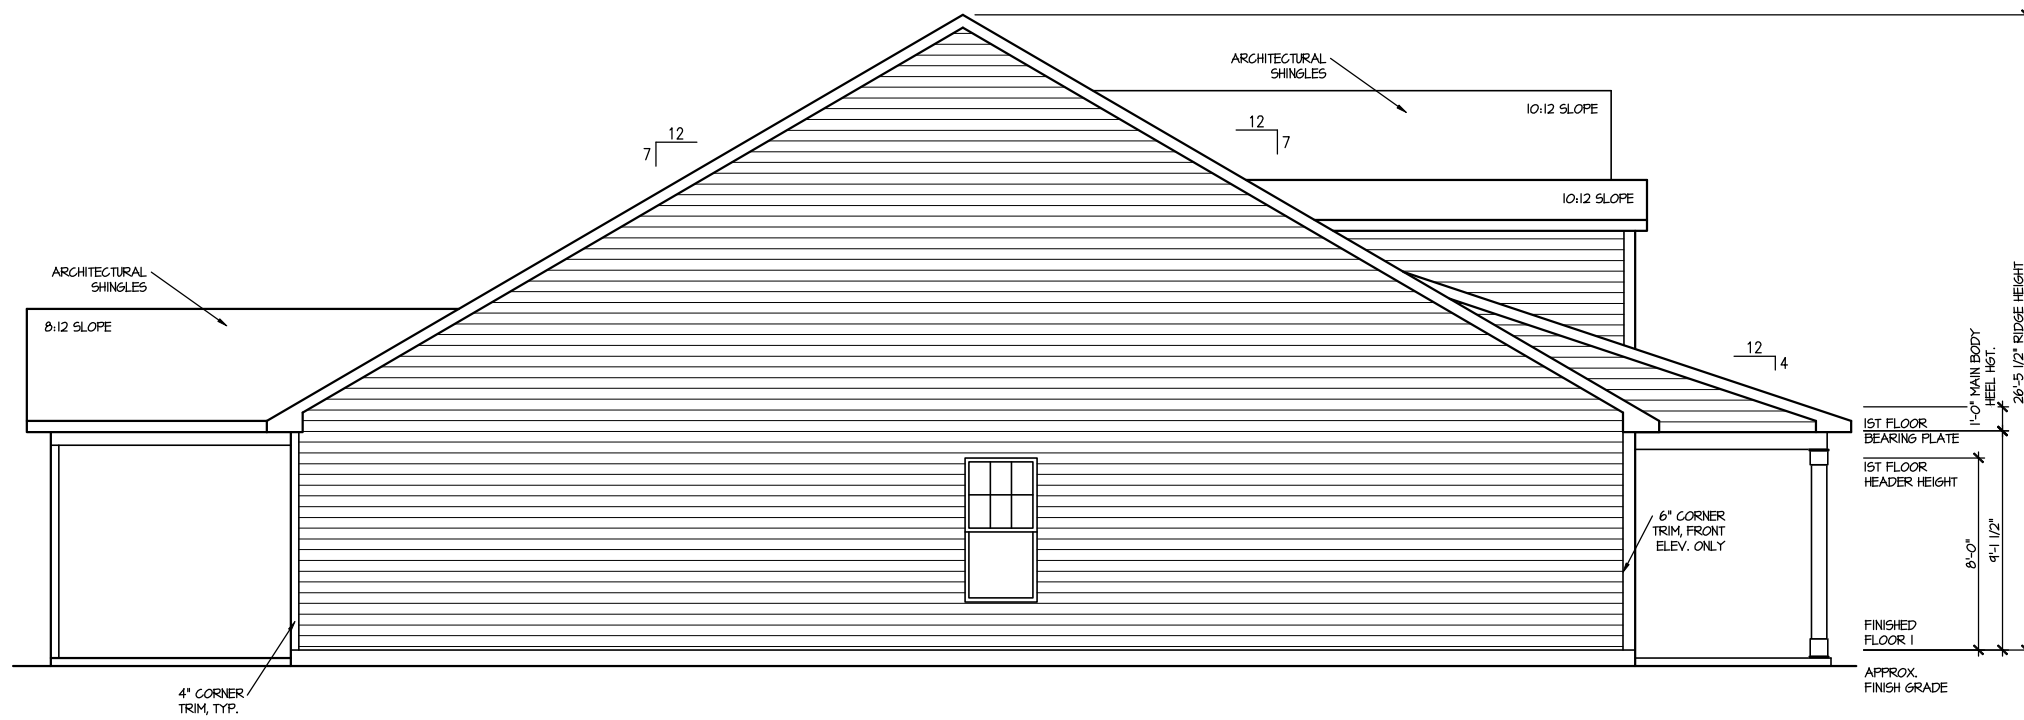 ARCHITECTURAL
SHINGLES
10:12 SLOPE
12
7
12
7
10:12 SLOPE
ARCHITECTURAL
SHINGLES
8:12 SLOPE
12
4
1'-0" MAIN BODY
HEEL HGT.
26'-5 1/2" RIDGE HEIGHT
1ST FLOOR
BEARING PLATE
1ST FLOOR
HEADER HEIGHT
6" CORNER
TRIM, FRONT
ELEV. ONLY
8'-0"
9'-1 1/2"
FINISHED
FLOOR 1
APPROX.
FINISH GRADE
4" CORNER
TRIM, TYP.